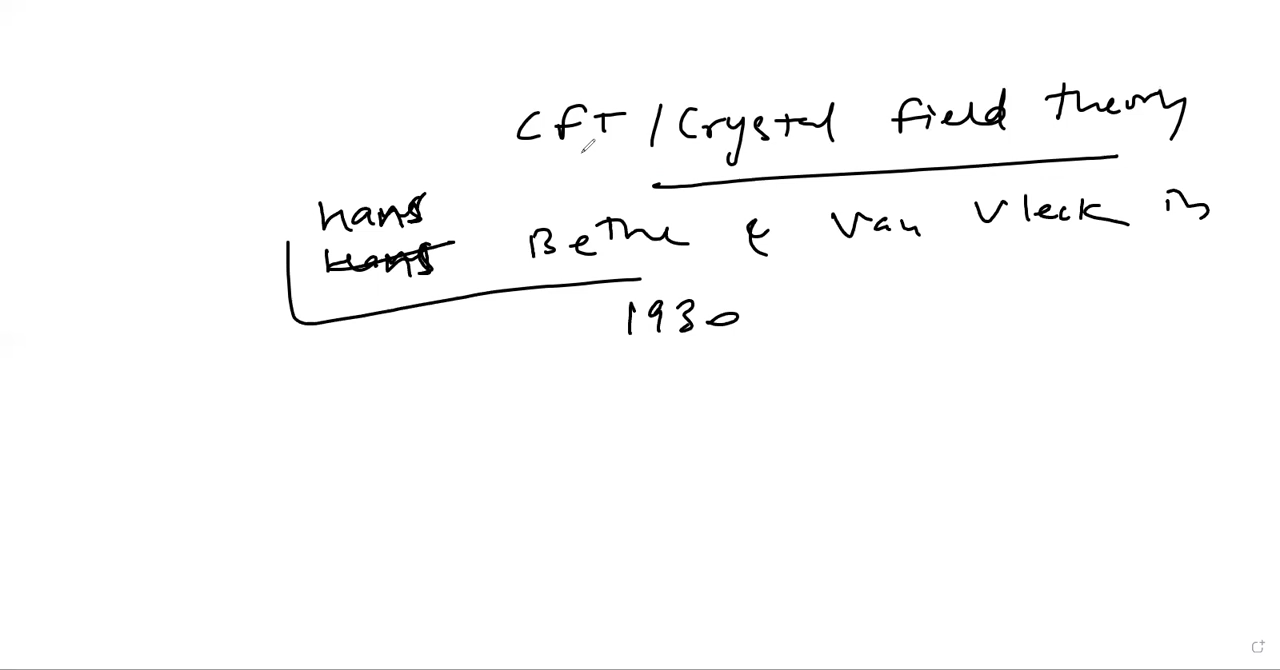 CFT / Crystal field theory
hans
hans Bethe & Van Vleck in
1930